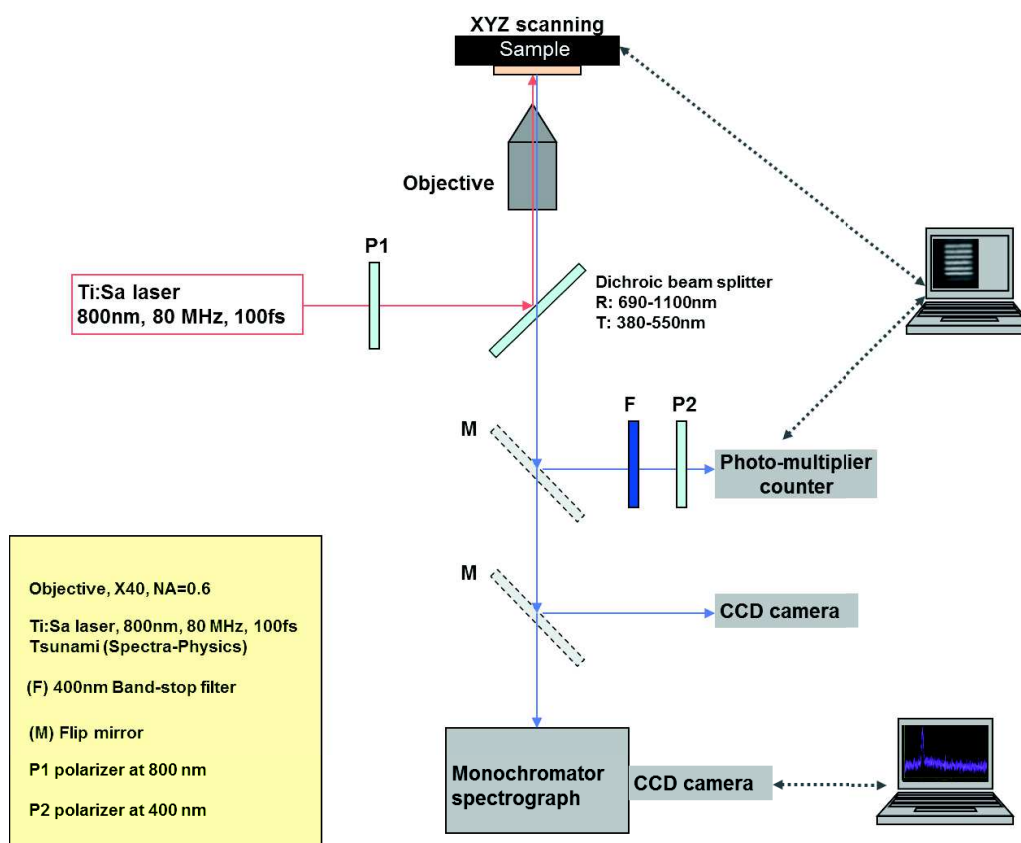 XYZ scanning
Sample
Objective
P1
Ti:Sa laser
800nm, 80 MHz, 100fs
Dichroic beam splitter
R: 690-1100nm
T: 380-550nm
M
F
P2
Photo-multiplier
counter
M
CCD camera
Objective, X40, NA=0.6
Ti:Sa laser, 800nm, 80 MHz, 100fs
Tsunami (Spectra-Physics)
(F) 400nm Band-stop filter
(M) Flip mirror
P1 polarizer at 800 nm
P2 polarizer at 400 nm
Monochromator
spectrograph
CCD camera